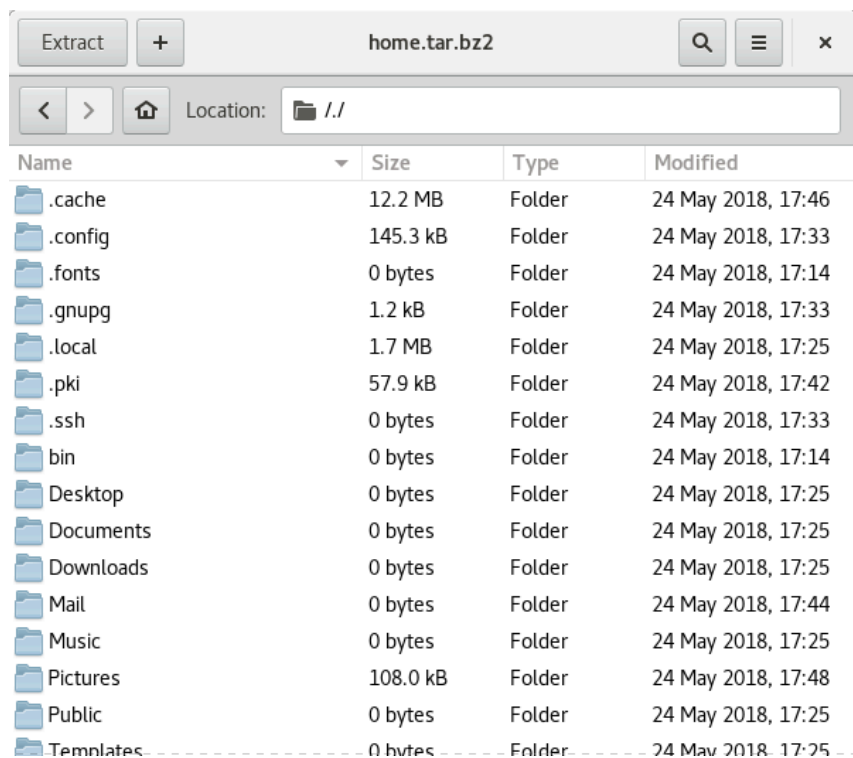 Extract + home.tar.bz2
Location: /./
Name Size Type Modified
.cache 12.2 MB Folder 24 May 2018, 17:46
.config 145.3 kB Folder 24 May 2018, 17:33
.fonts 0 bytes Folder 24 May 2018, 17:14
.gnupg 1.2 kB Folder 24 May 2018, 17:33
.local 1.7 MB Folder 24 May 2018, 17:25
.pki 57.9 kB Folder 24 May 2018, 17:42
.ssh 0 bytes Folder 24 May 2018, 17:33
bin 0 bytes Folder 24 May 2018, 17:14
Desktop 0 bytes Folder 24 May 2018, 17:25
Documents 0 bytes Folder 24 May 2018, 17:25
Downloads 0 bytes Folder 24 May 2018, 17:25
Mail 0 bytes Folder 24 May 2018, 17:44
Music 0 bytes Folder 24 May 2018, 17:25
Pictures 108.0 kB Folder 24 May 2018, 17:48
Public 0 bytes Folder 24 May 2018, 17:25
Templates 0 bytes Folder 24 May 2018, 17:25